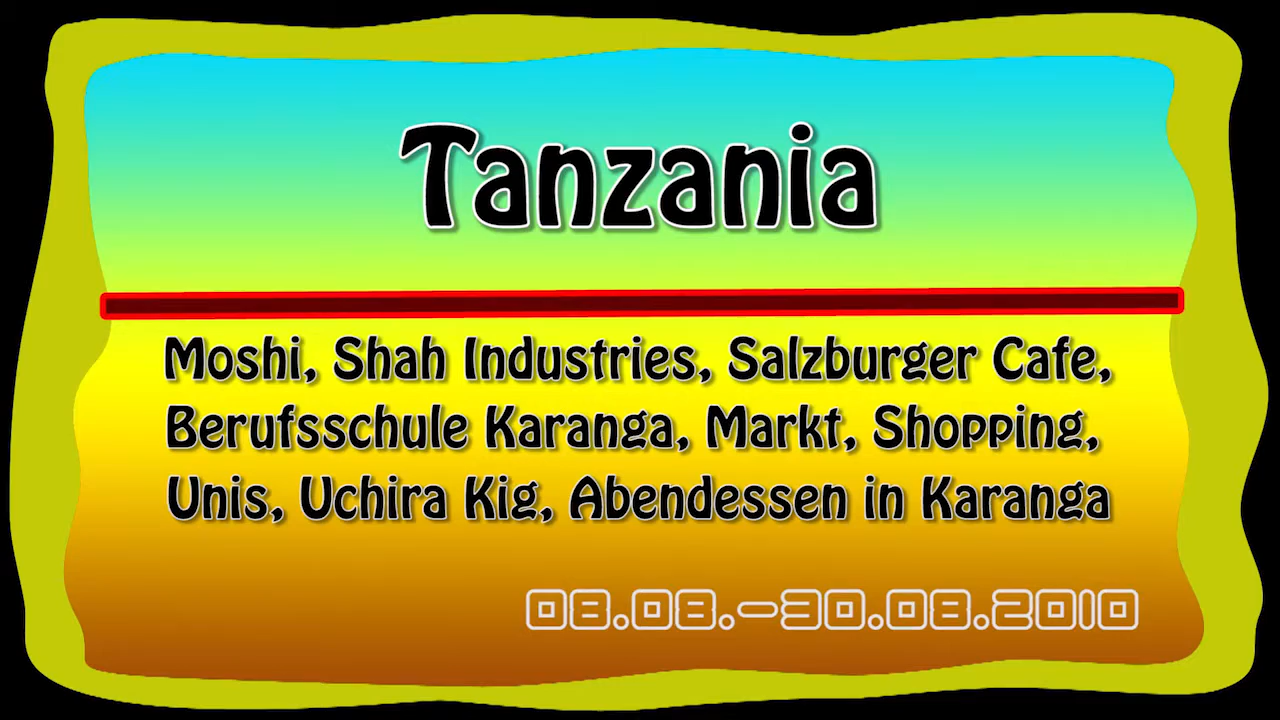 Tanzania
Moshi, Shah Industries, Salzburger Cafe,
Berufsschule Karanga, Markt, Shopping,
Unis, Uchira Kig, Abendessen in Karanga
08.08.-30.08.2010